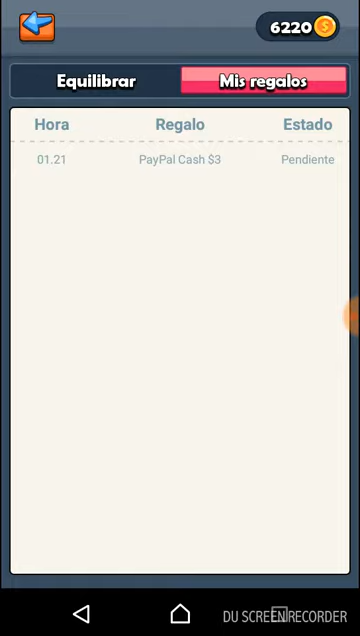 6220
Equilibrar Mis regalos
Hora Regalo Estado
01.21 PayPal Cash $3 Pendiente
DU SCREEN RECORDER